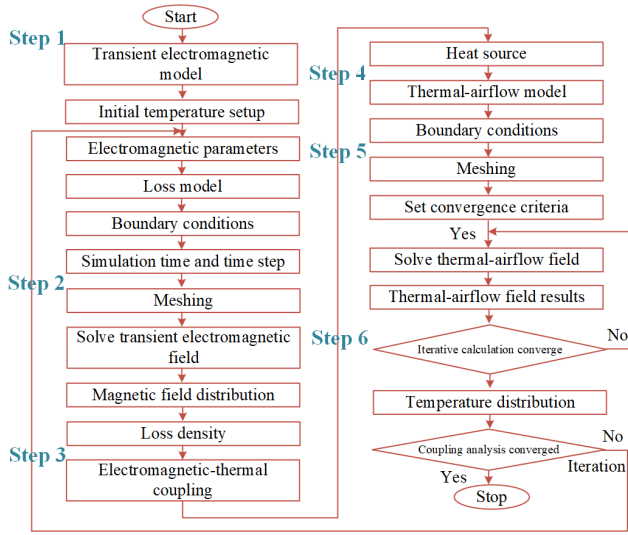 Start
Step 1
Transient electromagnetic
model
Initial temperature setup
Electromagnetic parameters
Loss model
Boundary conditions
Simulation time and time step
Step 2
Meshing
Solve transient electromagnetic
field
Magnetic field distribution
Loss density
Step 3
Electromagnetic-thermal
coupling
Heat source
Step 4
Thermal-airflow model
Boundary conditions
Step 5
Meshing
Set convergence criteria
Yes
Solve thermal-airflow field
Thermal-airflow field results
Step 6
Iterative calculation converge
No
Temperature distribution
No
Coupling analysis converged
Iteration
Yes
Stop